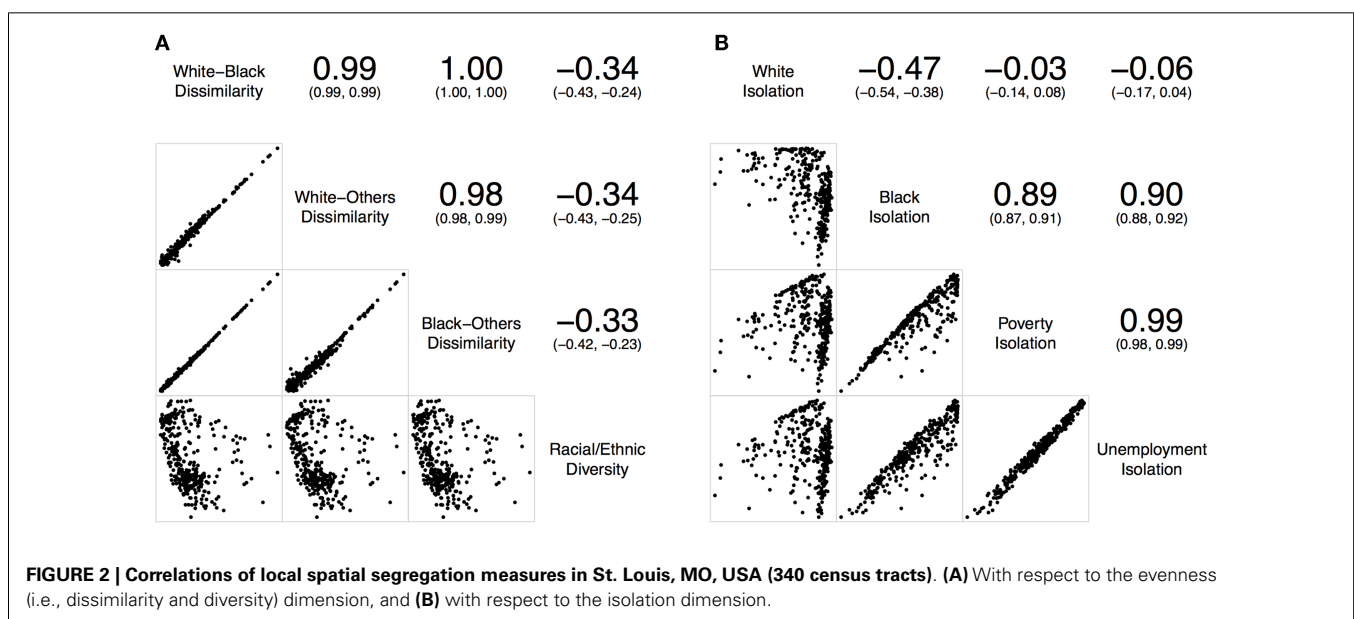 A
White–Black
Dissimilarity
0.99
(0.99, 0.99)
1.00
(1.00, 1.00)
−0.34
(−0.43, −0.24)
White–Others
Dissimilarity
0.98
(0.98, 0.99)
−0.34
(−0.43, −0.25)
Black–Others
Dissimilarity
−0.33
(−0.42, −0.23)
Racial/Ethnic
Diversity
B
White
Isolation
−0.47
(−0.54, −0.38)
−0.03
(−0.14, 0.08)
−0.06
(−0.17, 0.04)
Black
Isolation
0.89
(0.87, 0.91)
0.90
(0.88, 0.92)
Poverty
Isolation
0.99
(0.98, 0.99)
Unemployment
Isolation
FIGURE 2 | Correlations of local spatial segregation measures in St. Louis, MO, USA (340 census tracts). (A) With respect to the evenness
(i.e., dissimilarity and diversity) dimension, and (B) with respect to the isolation dimension.